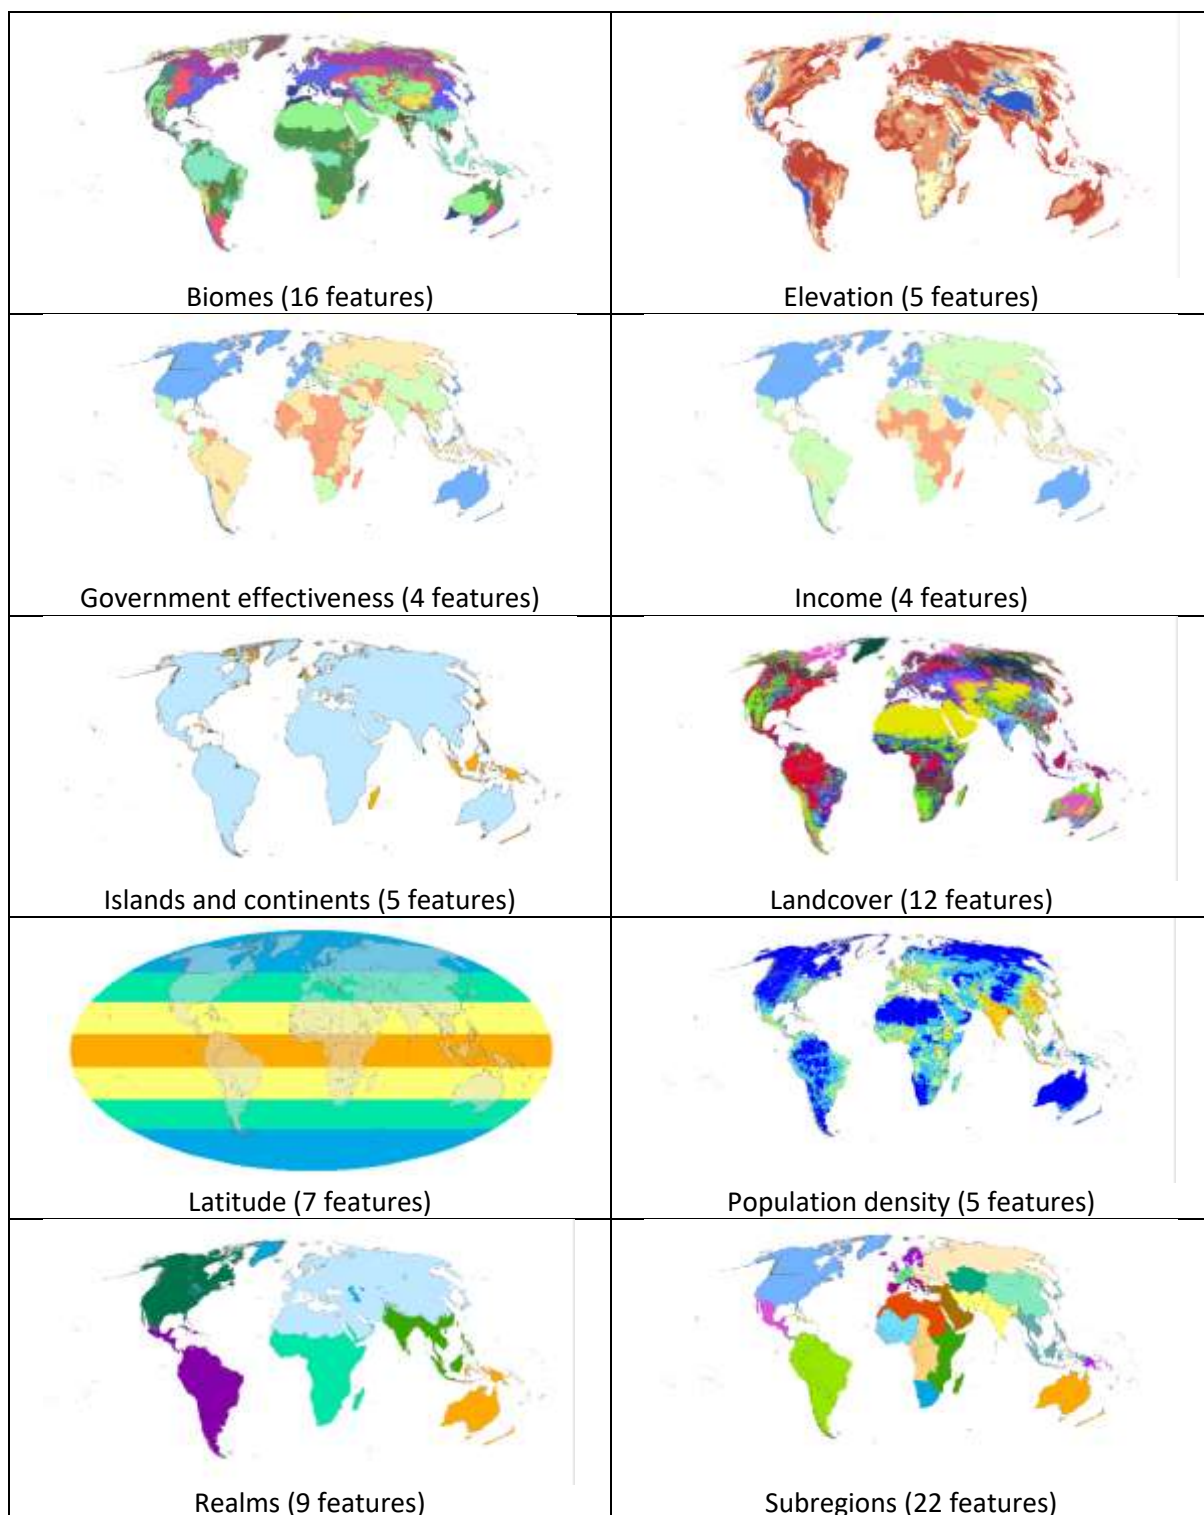 Biomes (16 features)
Elevation (5 features)
Government effectiveness (4 features)
Income (4 features)
Islands and continents (5 features)
Landcover (12 features)
Latitude (7 features)
Population density (5 features)
Realms (9 features)
Subregions (22 features)